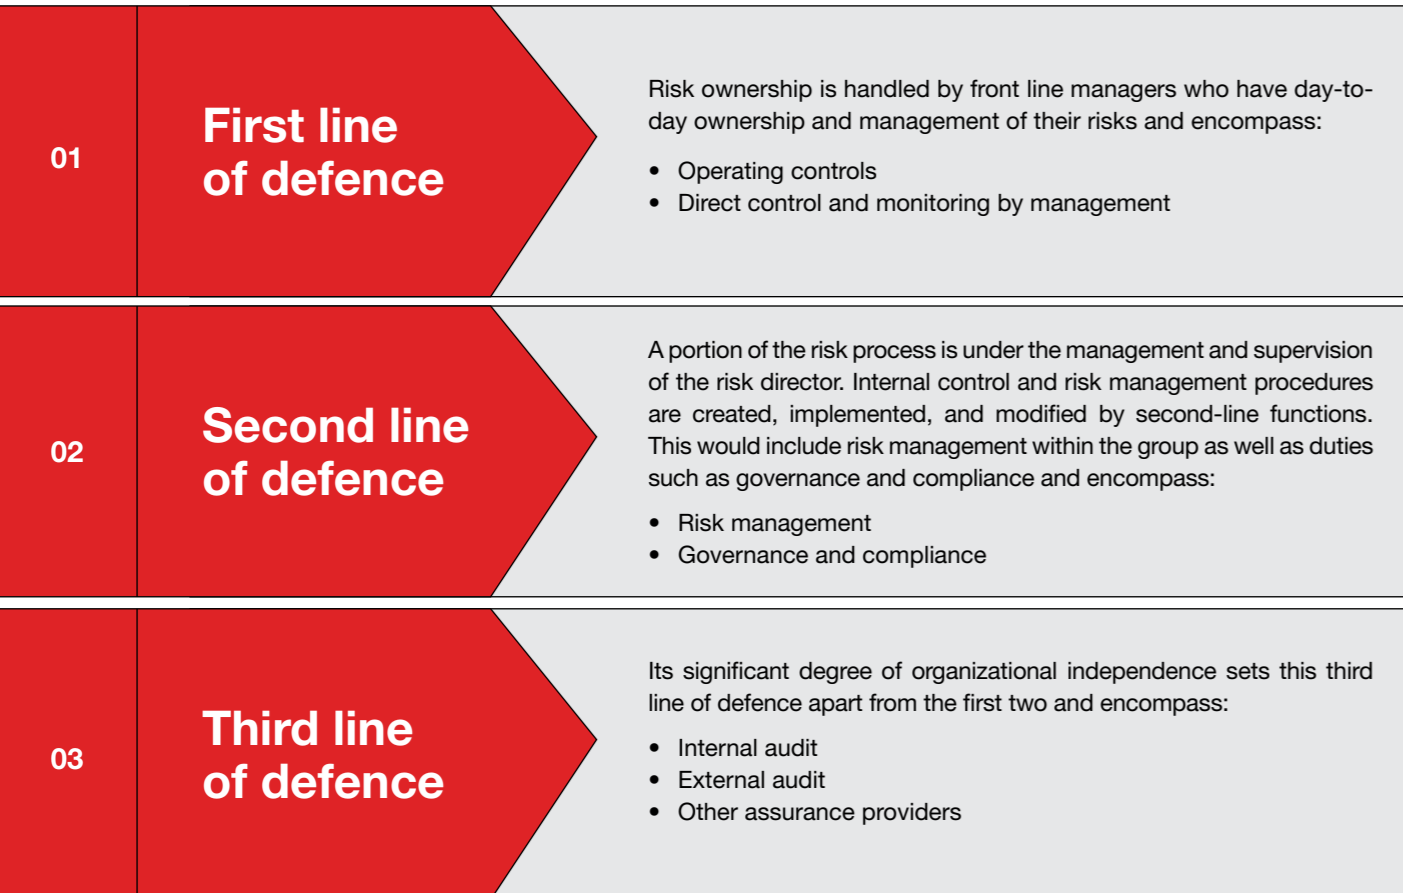 01
First line
of defence
Risk ownership is handled by front line managers who have day-to-
day ownership and management of their risks and encompass:
• Operating controls
• Direct control and monitoring by management
02
Second line
of defence
A portion of the risk process is under the management and supervision
of the risk director. Internal control and risk management procedures
are created, implemented, and modified by second-line functions.
This would include risk management within the group as well as duties
such as governance and compliance and encompass:
• Risk management
• Governance and compliance
03
Third line
of defence
Its significant degree of organizational independence sets this third
line of defence apart from the first two and encompass:
• Internal audit
• External audit
• Other assurance providers